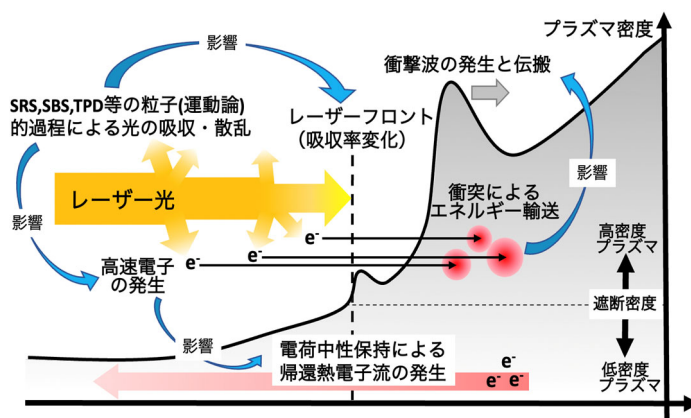 影響
プラズマ密度
衝撃波の発生と伝搬
SRS,SBS,TPD等の粒子(運動論)
的過程による光の吸収・散乱
レーザーフロント
（吸収率変化）
影響
レーザー光
衝突による
エネルギー輸送
影響
高密度
プラズマ
e-
e-
e-
高速電子
の発生
遮断密度
影響
電荷中性保持による
帰還熱電子流の発生
e-
e- e-
低密度
プラズマ